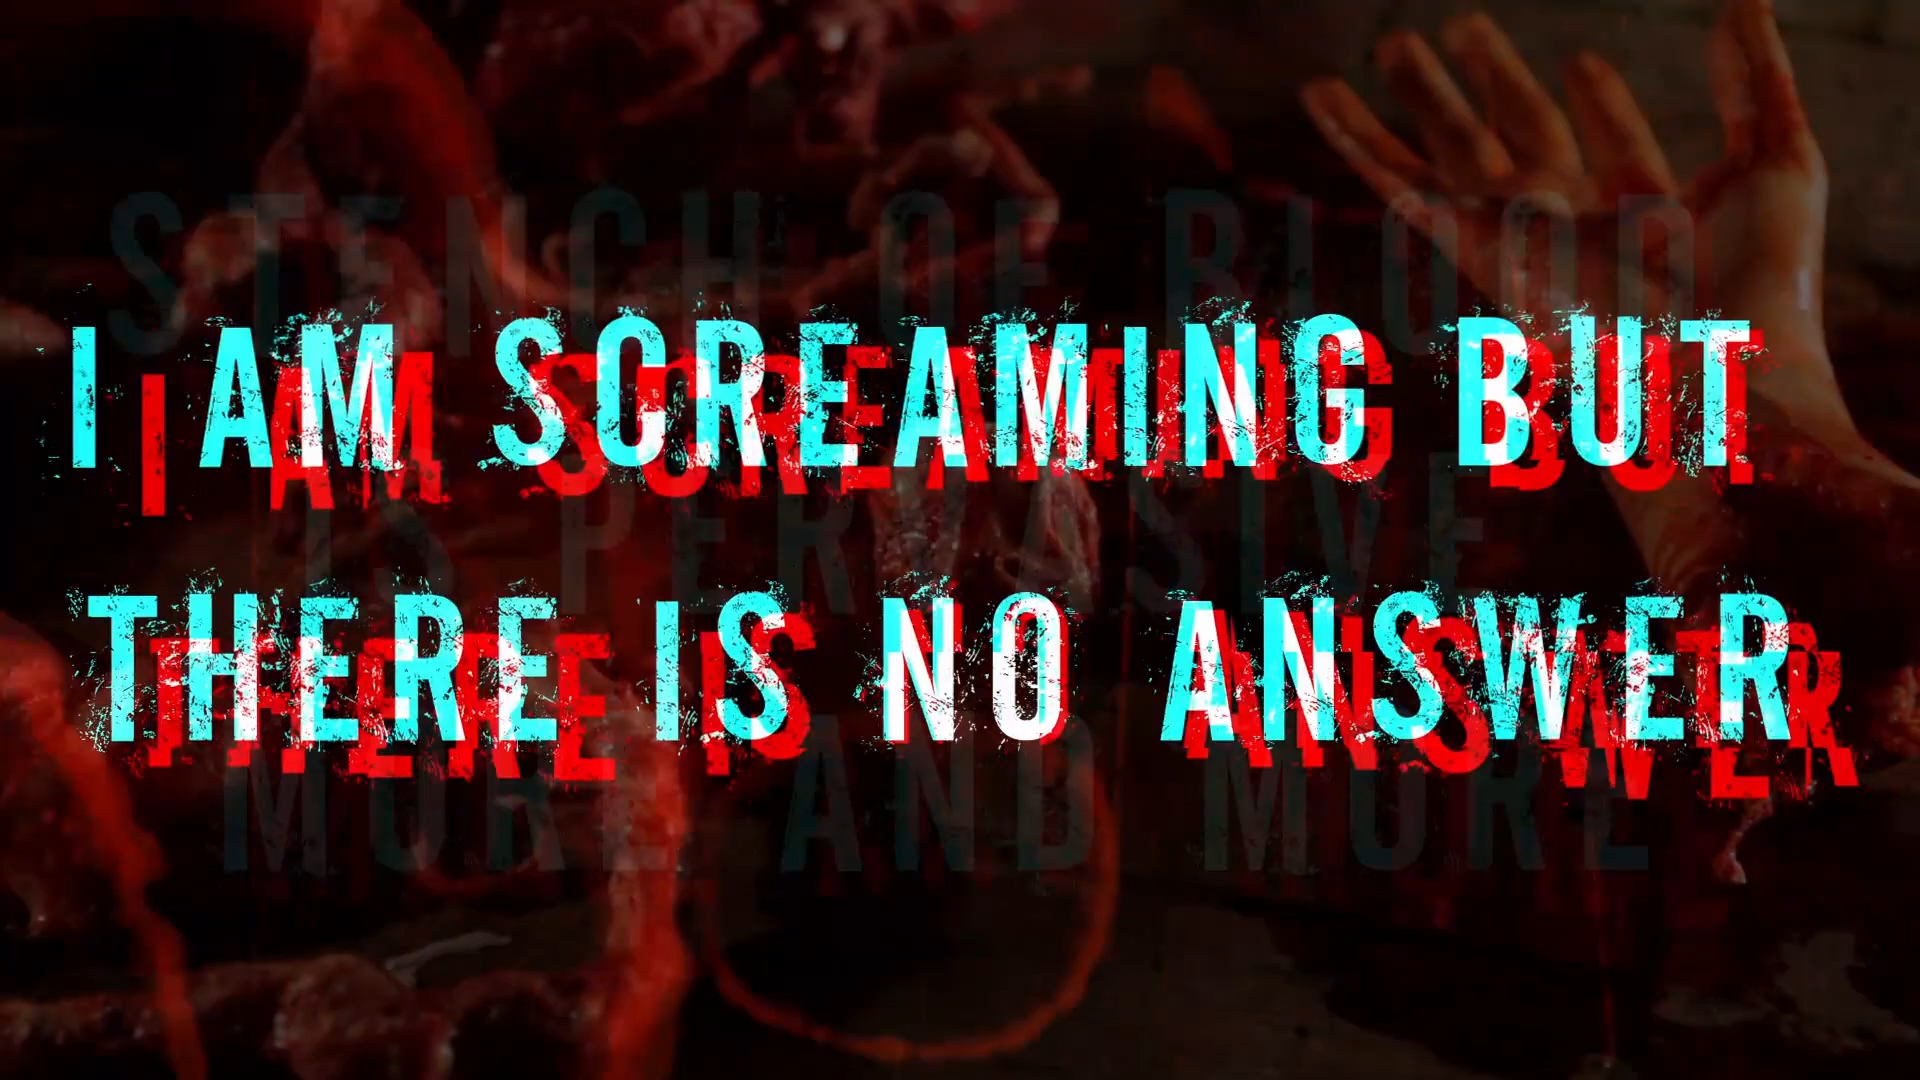 STENCH OF BLOOD
I AM SCREAMING BUT
IS PERVASIVE
THERE IS NO ANSWER
MORE AND MORE